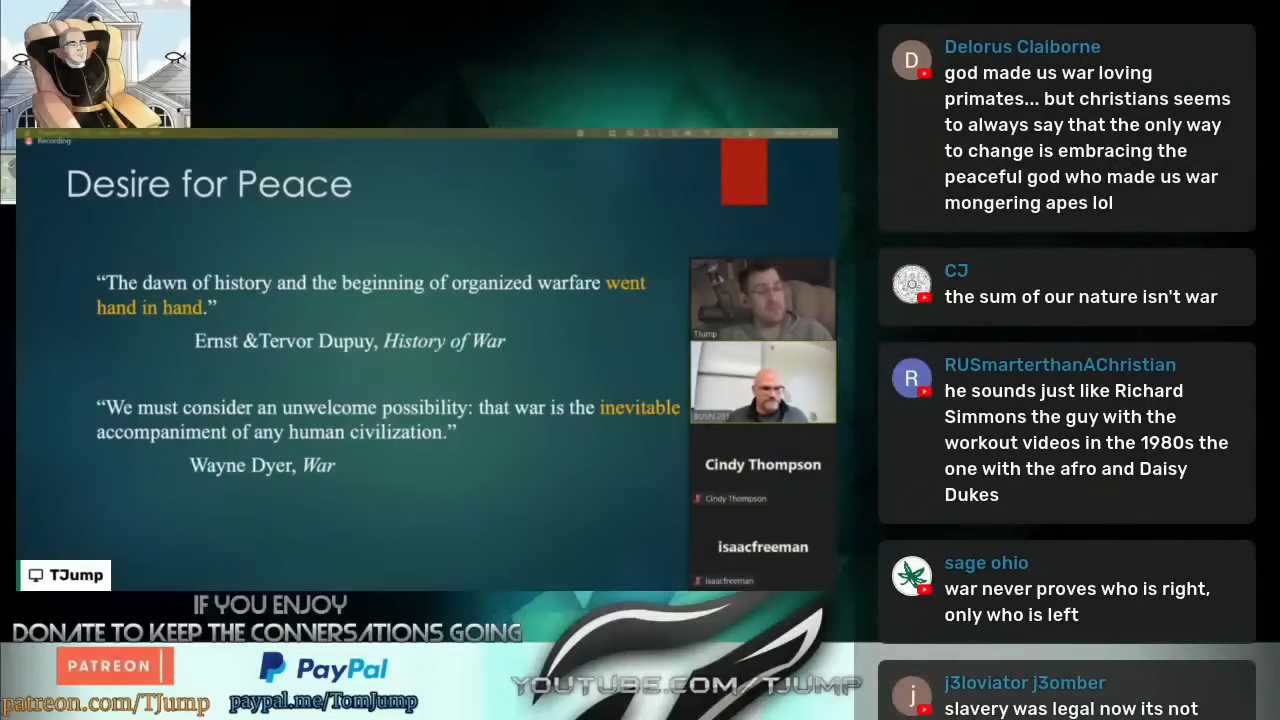 Recording
Desire for Peace
“The dawn of history and the beginning of organized warfare went
hand in hand.”
Ernst &Tervor Dupuy, History of War
“We must consider an unwelcome possibility: that war is the inevitable
accompaniment of any human civilization.”
Wayne Dyer, War
TJump
BUSN 207
Cindy Thompson
Cindy Thompson
isaacfreeman
isaacfreeman
TJump
IF YOU ENJOY
DONATE TO KEEP THE CONVERSATIONS GOING
PATREON
PayPal
patreon.com/TJump
paypal.me/TomJump
YOUTUBE.COM/TJUMP
D
Delorus Claiborne
god made us war loving
primates... but christians seems
to always say that the only way
to change is embracing the
peaceful god who made us war
mongering apes lol
CJ
the sum of our nature isn't war
R
RUSmarterthanAChristian
he sounds just like Richard
Simmons the guy with the
workout videos in the 1980s the
one with the afro and Daisy
Dukes
sage ohio
war never proves who is right,
only who is left
j
j3loviator j3omber
slavery was legal now its not